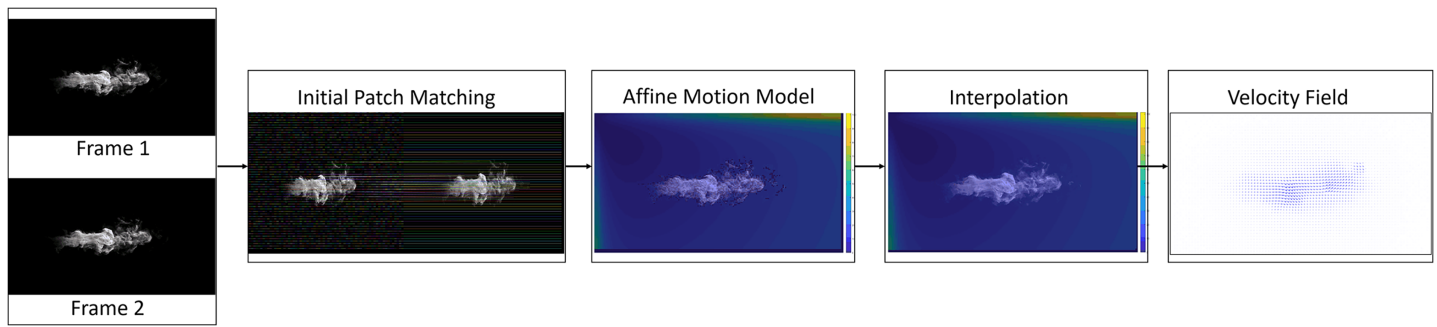 Frame 1
Frame 2
Initial Patch Matching
Affine Motion Model
Interpolation
Velocity Field